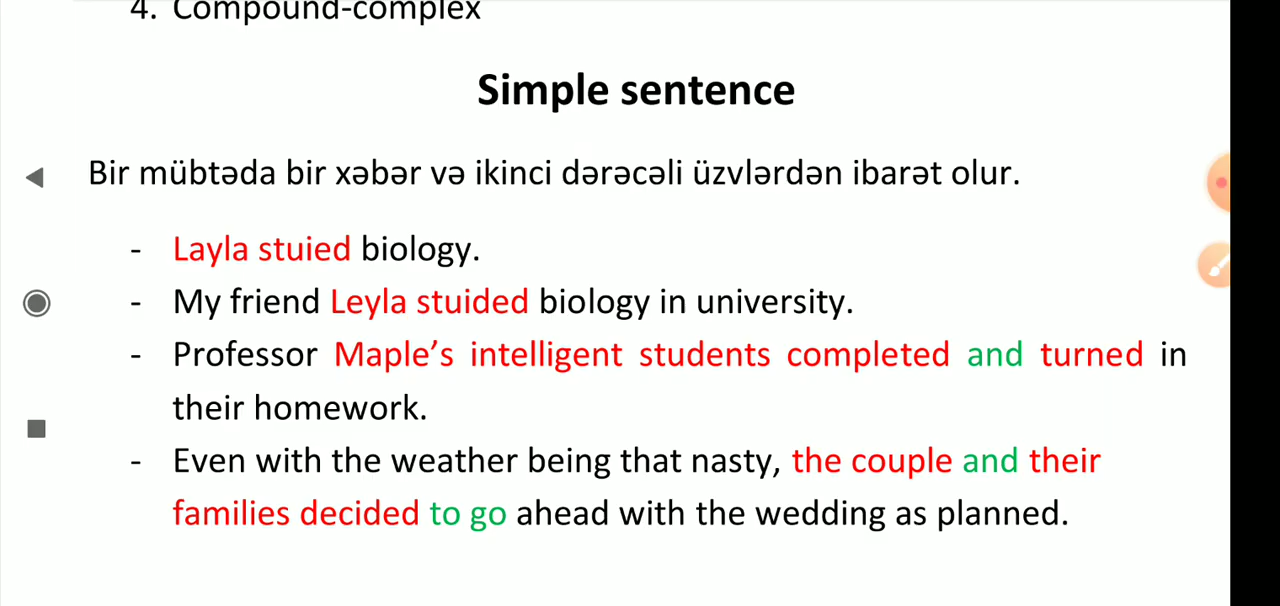 4. Compound-complex
Simple sentence
Bir mübtəda bir xəbər və ikinci dərəcəli üzvlərdən ibarət olur.
- Layla stuied biology.
- My friend Leyla stuided biology in university.
- Professor Maple’s intelligent students completed and turned in
their homework.
- Even with the weather being that nasty, the couple and their
families decided to go ahead with the wedding as planned.